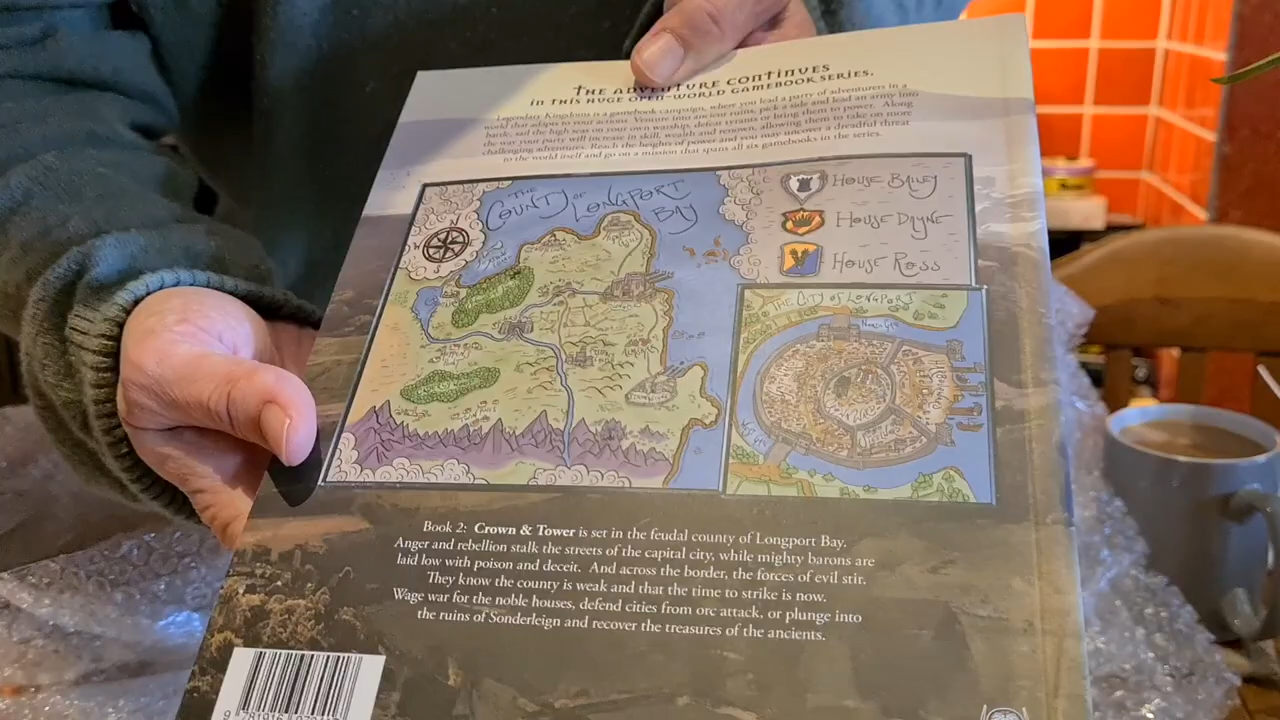 THE ADVENTURE CONTINUES
IN THIS HUGE OPEN-WORLD GAMEBOOK SERIES.
Legendary Kingdoms is a gamebook campaign, where you lead a party of adventurers in a
world that adapts to your actions. Venture into ancient ruins, pick a side and lead an army into
battle, sail the high seas on your own warship, defeat tyrants or bring them to power. Along
the way your party will increase in skill, wealth and renown, allowing them to take on more
challenging adventures. Reach the heights of power and you may uncover a dreadful threat
to the world itself and go on a mission that spans all six gamebooks in the series.
THE
COUNTY OF
LONGPORT
BAY
HOUSE BAILEY
HOUSE DAYNE
HOUSE ROSS
THE CITY OF LONGPORT
NORTH GATE
Book 2: Crown & Tower is set in the feudal county of Longport Bay.
Anger and rebellion stalk the streets of the capital city, while mighty barons are
laid low with poison and deceit. And across the border, the forces of evil stir.
They know the county is weak and that the time to strike is now.
Wage war for the noble houses, defend cities from orc attack, or plunge into
the ruins of Sonderleign and recover the treasures of the ancients.